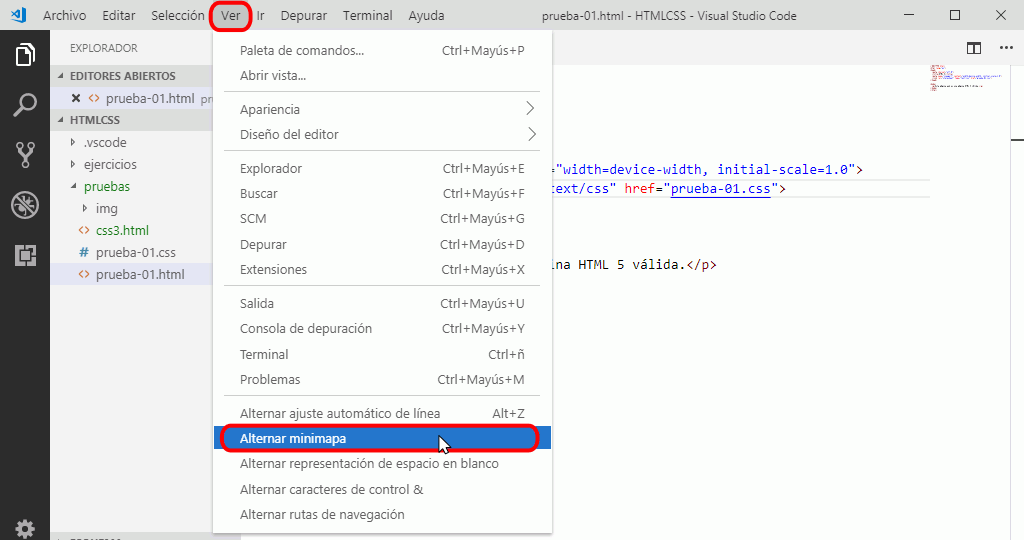 Archivo Editar Selección Ver Ir Depurar Terminal Ayuda prueba-01.html - HTMLCSS - Visual Studio Code
EXPLORADOR
EDITORES ABIERTOS
prueba-01.html
HTMLCSS
.vscode
ejercicios
pruebas
img
css3.html
prueba-01.css
prueba-01.html
Paleta de comandos... Ctrl+Mayús+P
Abrir vista...
Apariencia
Diseño del editor
Explorador Ctrl+Mayús+E
Buscar Ctrl+Mayús+F
SCM Ctrl+Mayús+G
Depurar Ctrl+Mayús+D
Extensiones Ctrl+Mayús+X
Salida Ctrl+Mayús+U
Consola de depuración Ctrl+Mayús+Y
Terminal Ctrl+ñ
Problemas Ctrl+Mayús+M
Alternar ajuste automático de línea Alt+Z
Alternar minimapa
Alternar representación de espacio en blanco
Alternar caracteres de control &
Alternar rutas de navegación
="width=device-width, initial-scale=1.0">
text/css" href="prueba-01.css">
ina HTML 5 válida.</p>